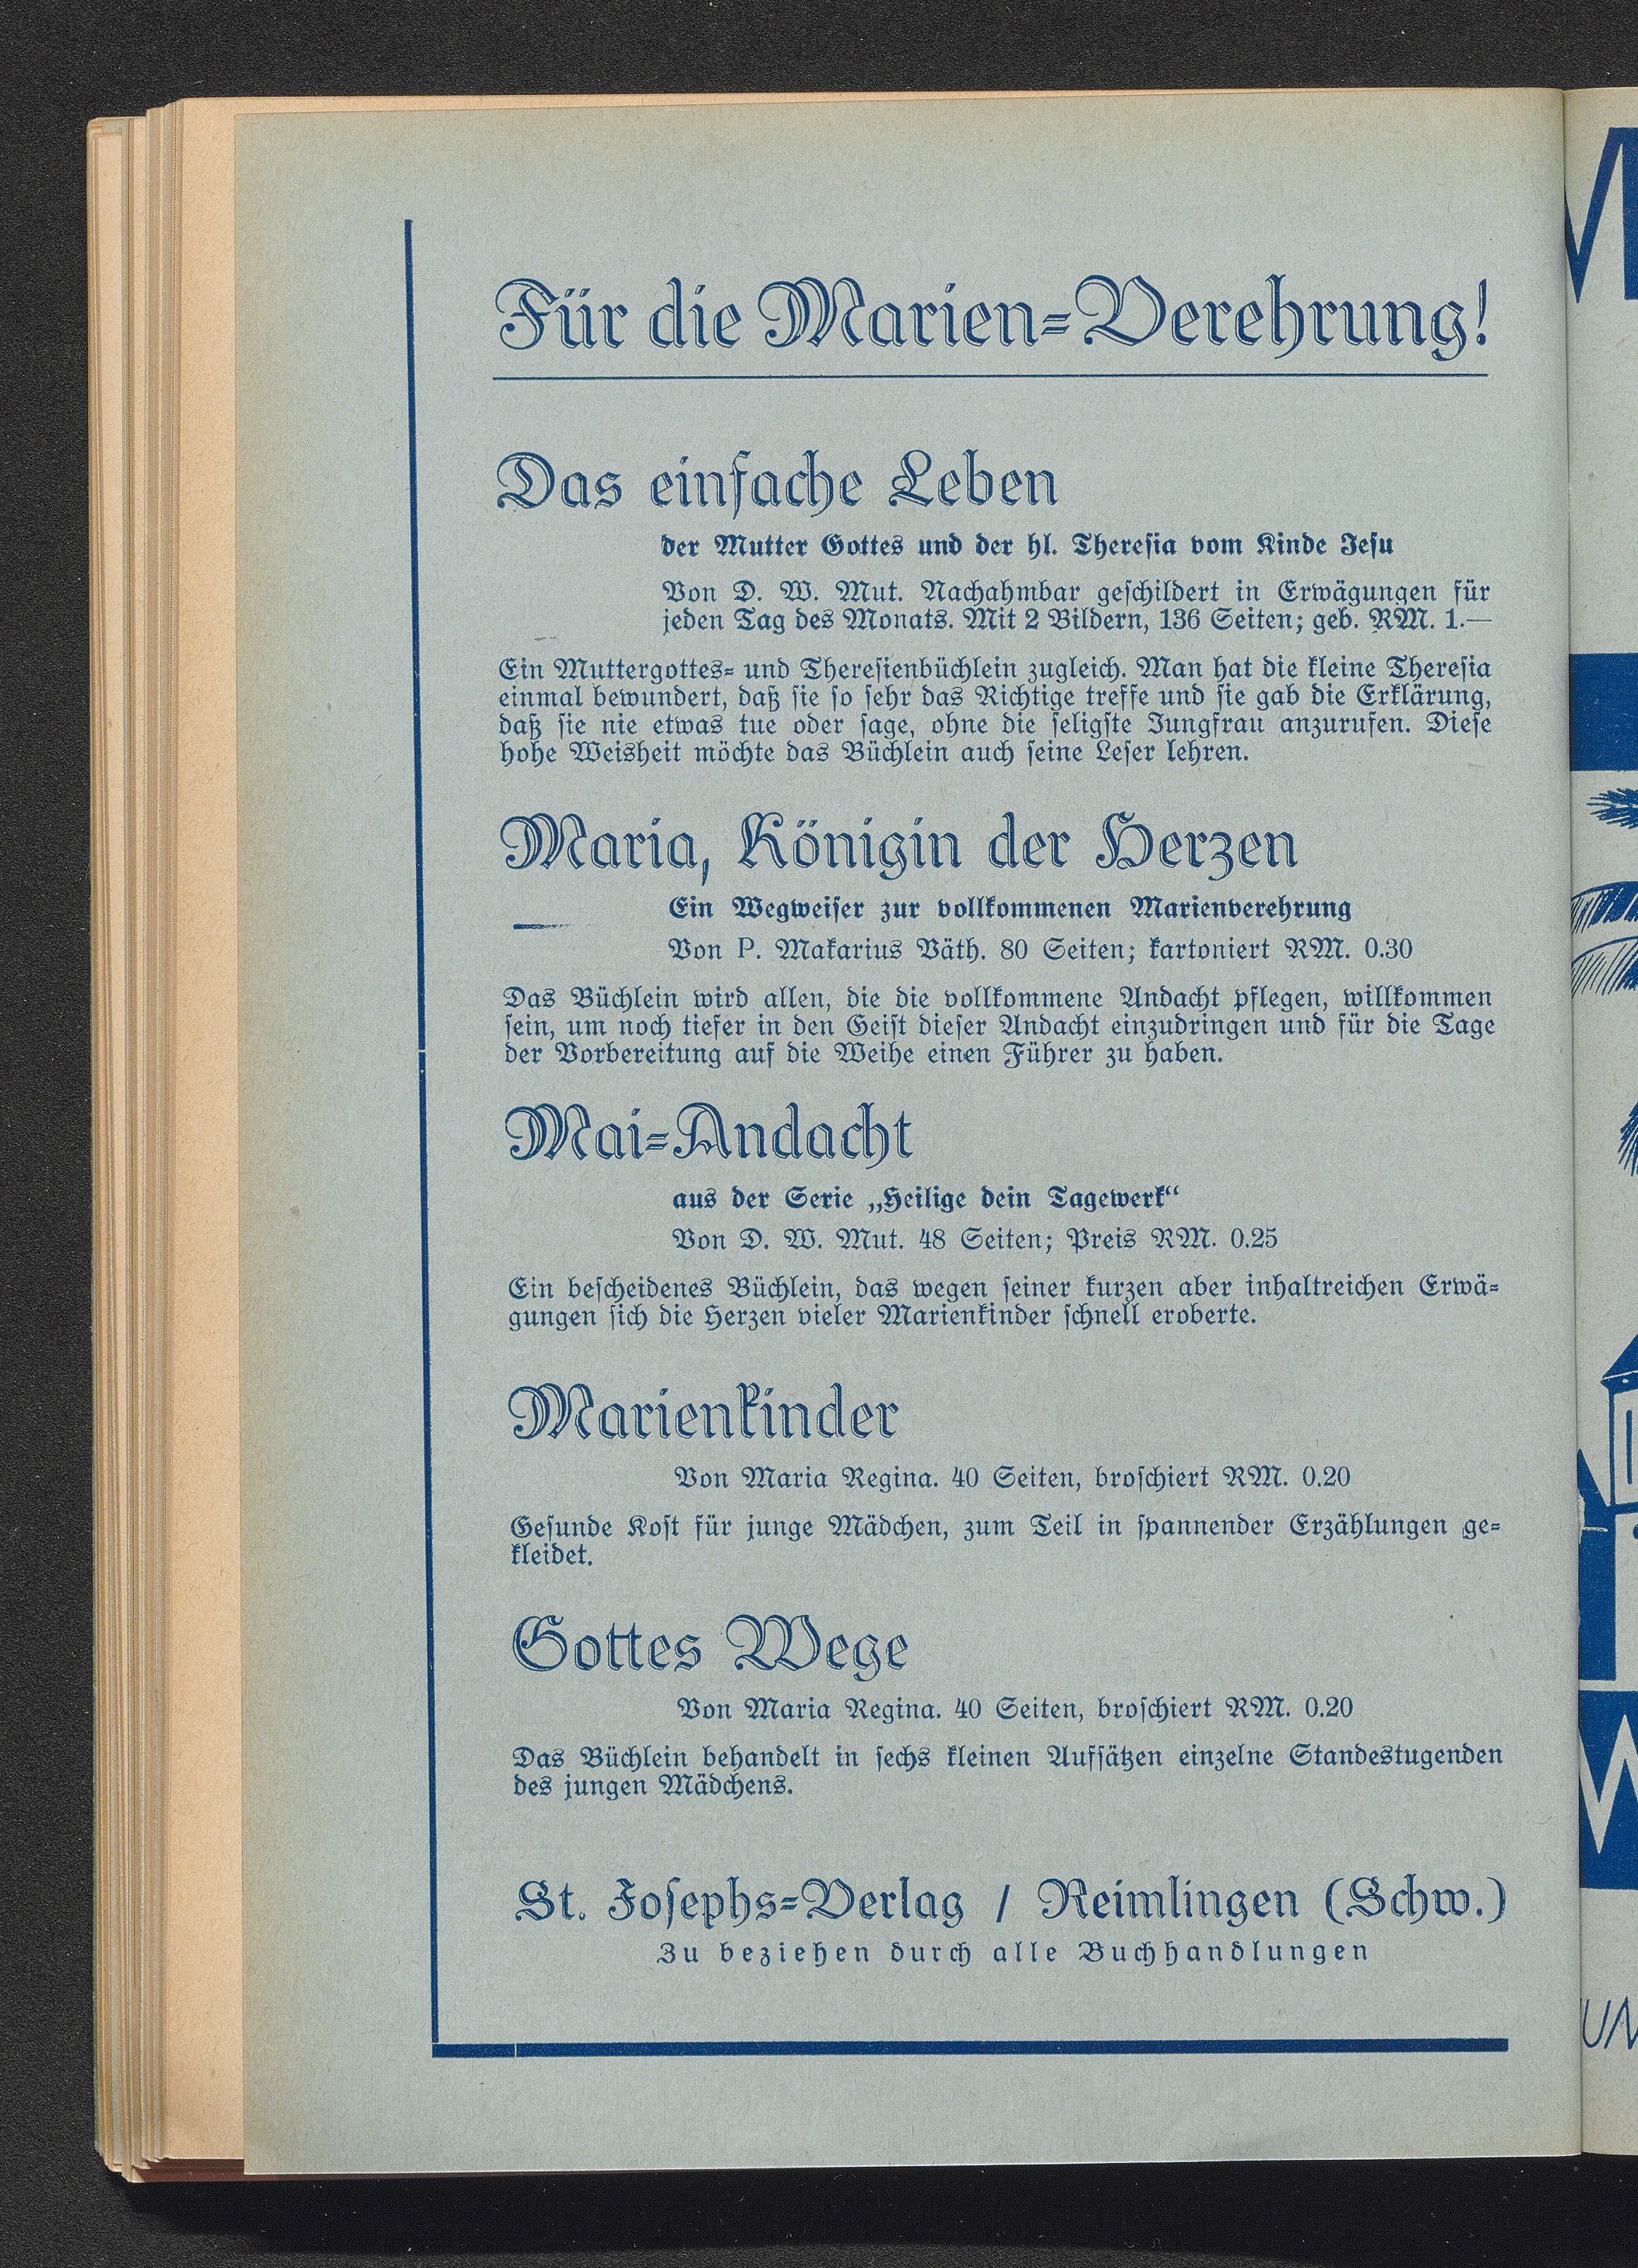 Für die Marien=Verehrung!
Das einfache Leben
der Mutter Gottes und der hl. Theresia vom Kinde Jesu
Von D. W. Mut. Nachahmbar geschildert in Erwägungen für
jeden Tag des Monats. Mit 2 Bildern, 136 Seiten; geb. RM. 1.—
Ein Muttergottes= und Theresienbüchlein zugleich. Man hat die kleine Theresia
einmal bewundert, daß sie so sehr das Richtige treffe und sie gab die Erklärung,
daß sie nie etwas tue oder sage, ohne die seligste Jungfrau anzurufen. Diese
hohe Weisheit möchte das Büchlein auch seine Leser lehren.
Maria, Königin der Herzen
Ein Wegweiser zur vollkommenen Marienverehrung
Von P. Makarius Väth. 80 Seiten; kartoniert RM. 0.30
Das Büchlein wird allen, die die vollkommene Andacht pflegen, willkommen
sein, um noch tiefer in den Geist dieser Andacht einzudringen und für die Tage
der Vorbereitung auf die Weihe einen Führer zu haben.
Mai=Andacht
aus der Serie „Heilige dein Tagewerk“
Von D. W. Mut. 48 Seiten; Preis RM. 0.25
Ein bescheidenes Büchlein, das wegen seiner kurzen aber inhaltreichen Erwä=
gungen sich die Herzen vieler Marienkinder schnell eroberte.
Marienkinder
Von Maria Regina. 40 Seiten, broschiert RM. 0.20
Gesunde Kost für junge Mädchen, zum Teil in spannender Erzählungen ge=
kleidet.
Gottes Wege
Von Maria Regina. 40 Seiten, broschiert RM. 0.20
Das Büchlein behandelt in sechs kleinen Aufsätzen einzelne Standestugenden
des jungen Mädchens.
St. Josephs=Verlag / Reimlingen (Schw.)
Zu beziehen durch alle Buchhandlungen